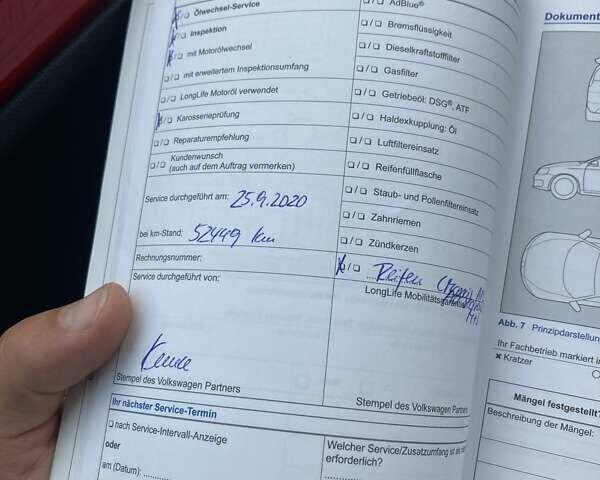 ☒/☐ Ölwechsel-Service
☒/☐ Inspektion
☒/☐ mit Motorölwechsel
☐/☐ mit erweitertem Inspektionsumfang
☐/☐ LongLife Motoröl verwendet
☒/☐ Karosserieprüfung
☐/☐ Reparaturempfehlung
☐/☐ Kundenwunsch
(auch auf dem Auftrag vermerken)
Service durchgeführt am: 25.9.2020
bei km-Stand: 52449 km
Rechnungsnummer:
Service durchgeführt von:
Stempel des Volkswagen Partners
☐/☐ AdBlue®
☐/☐ Bremsflüssigkeit
☐/☐ Dieselkraftstofffilter
☐/☐ Gasfilter
☐/☐ Getriebeöl: DSG®, ATF
☐/☐ Haldexkupplung: Öl
☐/☐ Luftfiltereinsatz
☐/☐ Reifenfüllflasche
☐/☐ Staub- und Pollenfiltereinsatz
☐/☐ Zahnriemen
☐/☐ Zündkerzen
☒/☐ Reifen
LongLife Mobilitätsgarantie
Stempel des Volkswagen Partners
Ihr nächster Service-Termin
☐ nach Service-Intervall-Anzeige
oder
am (Datum):
Welcher Service/Zusatzumfang ist
erforderlich?
Dokument
Abb. 7 Prinzipdarstellun
Ihr Fachbetrieb markiert
× Kratzer
Mängel festgestellt?
Beschreibung der Mängel: